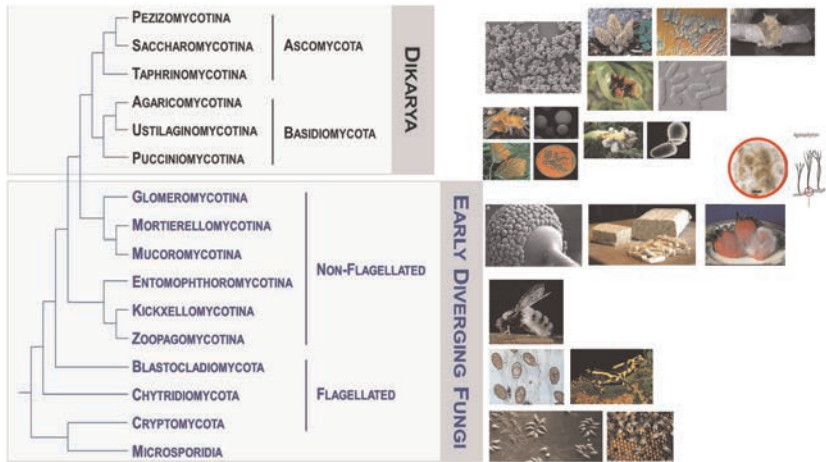 PEZIZOMYCOTINA
SACCHAROMYCOTINA
TAPHRINOMYCOTINA
ASCOMYCOTA
AGARICOMYCOTINA
USTILAGINOMYCOTINA
PUCCINIOMYCOTINA
BASIDIOMYCOTA
DIKARYA
GLOMEROMYCOTINA
MORTIERELLOMYCOTINA
MUCOROMYCOTINA
ENTOMOPHTHOROMYCOTINA
KICKXELLOMYCOTINA
ZOOPAGOMYCOTINA
NON-FLAGELLATED
BLASTOCLADIOMYCOTA
CHYTRIDIOMYCOTA
CRYPTOMYCOTA
FLAGELLATED
MICROSPORIDIA
EARLY DIVERGING FUNGI